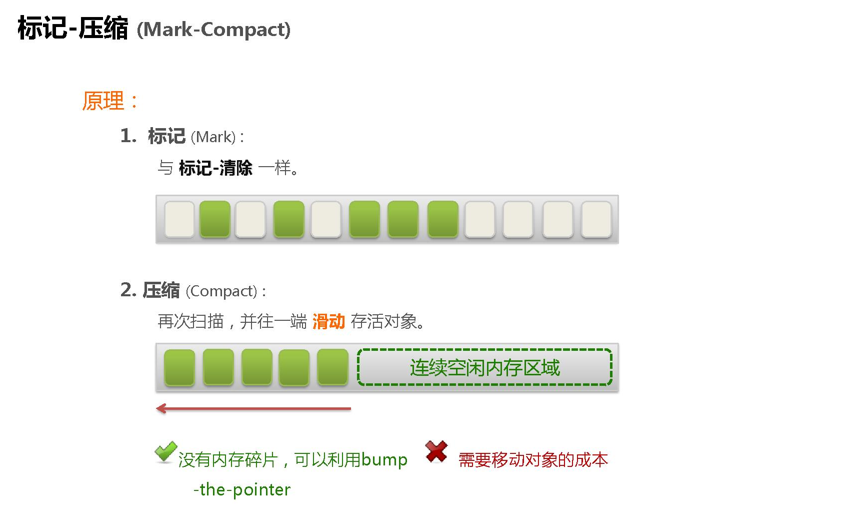 标记-压缩 (Mark-Compact)
原理：
1. 标记 (Mark) :
与 标记-清除 一样。
2. 压缩 (Compact) :
再次扫描，并往一端 滑动 存活对象。
连续空闲内存区域
没有内存碎片，可以利用bump 需要移动对象的成本
-the-pointer